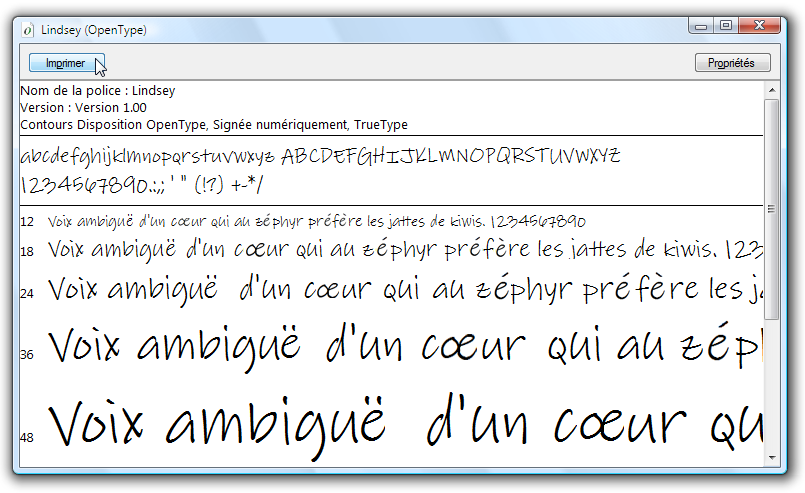 Lindsey (OpenType)
Imprimer Propriétés
Nom de la police : Lindsey
Version : Version 1.00
Contours Disposition OpenType, Signée numériquement, TrueType
abcdefghijklmnopqrstuvwxyz ABCDEFGHIJKLMNOPQRSTUVWXYZ
1234567890.:,; ' " (!?) +-*/
12 Voix ambiguë d'un cœur qui au zéphyr préfère les jattes de kiwis. 1234567890
18 Voix ambiguë d'un cœur qui au zéphyr préfère les jattes de kiwis. 123
24 Voix ambiguë d'un cœur qui au zéphyr préfère les j
36 Voix ambiguë d'un cœur qui au zép
48 Voix ambiguë d'un cœur qu